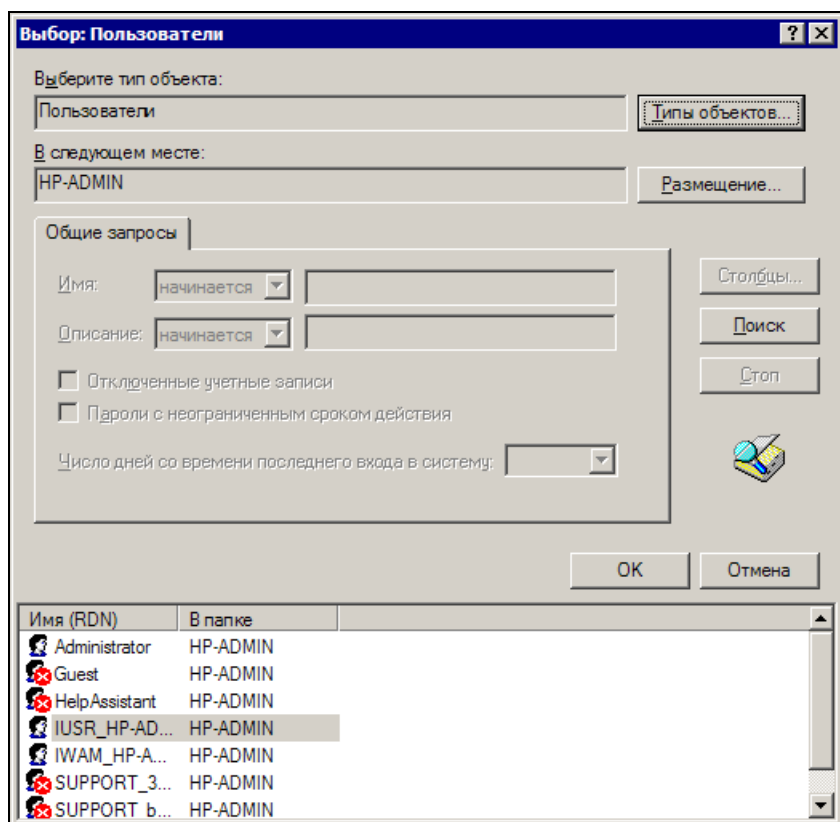 Выбор: Пользователи
Выберите тип объекта:
Пользователи
Типы объектов...
В следующем месте:
HP-ADMIN
Размещение...
Общие запросы
Имя:
начинается
Столбцы...
Описание:
начинается
Поиск
Отключенные учетные записи
Стоп
Пароли с неограниченным сроком действия
Число дней со времени последнего входа в систему:
OK
Отмена
Имя (RDN) В папке
Administrator HP-ADMIN
Guest HP-ADMIN
HelpAssistant HP-ADMIN
IUSR_HP-AD... HP-ADMIN
IWAM_HP-A... HP-ADMIN
SUPPORT_3... HP-ADMIN
SUPPORT_b... HP-ADMIN